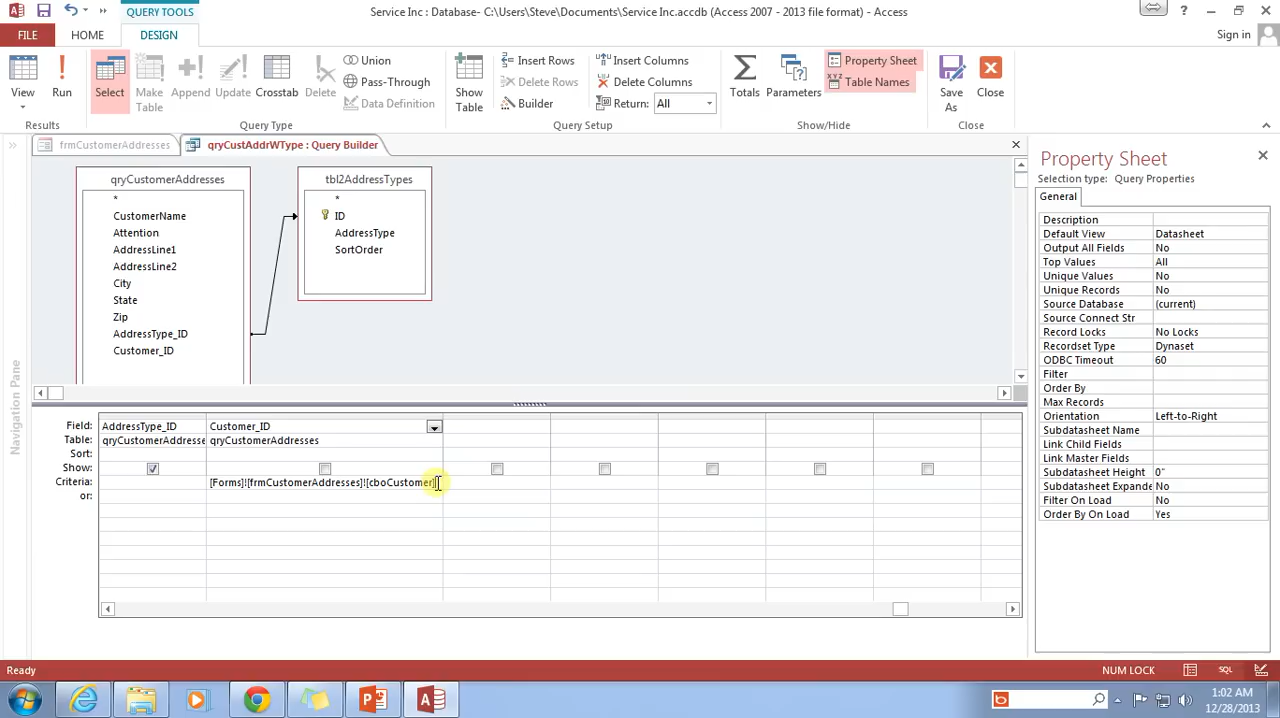 QUERY TOOLS
Service Inc : Database- C:\Users\Steve\Documents\Service Inc.accdb (Access 2007 - 2013 file format) - Access
?
FILE
HOME
DESIGN
Sign in
View
Run
Select
Make Table
Append
Update
Crosstab
Delete
Union
Pass-Through
Data Definition
Show Table
Insert Rows
Delete Rows
Builder
Insert Columns
Delete Columns
Return: All
Totals
Parameters
Property Sheet
Table Names
Save As
Close
Results
Query Type
Query Setup
Show/Hide
Close
frmCustomerAddresses
qryCustAddrWType : Query Builder
Navigation Pane
qryCustomerAddresses
*
CustomerName
Attention
AddressLine1
AddressLine2
City
State
Zip
AddressType_ID
Customer_ID
tbl2AddressTypes
*
ID
AddressType
SortOrder
Field: AddressType_ID Customer_ID
Table: qryCustomerAddresse qryCustomerAddresses
Sort:
Show:
Criteria: [Forms]![frmCustomerAddresses]![cboCustomer]
or:
Property Sheet
Selection type: Query Properties
General
Description
Default View Datasheet
Output All Fields No
Top Values All
Unique Values No
Unique Records No
Source Database (current)
Source Connect Str
Record Locks No Locks
Recordset Type Dynaset
ODBC Timeout 60
Filter
Order By
Max Records
Orientation Left-to-Right
Subdatasheet Name
Link Child Fields
Link Master Fields
Subdatasheet Height 0"
Subdatasheet Expande No
Filter On Load No
Order By On Load Yes
Ready
NUM LOCK
SQL
1:02 AM
12/28/2013